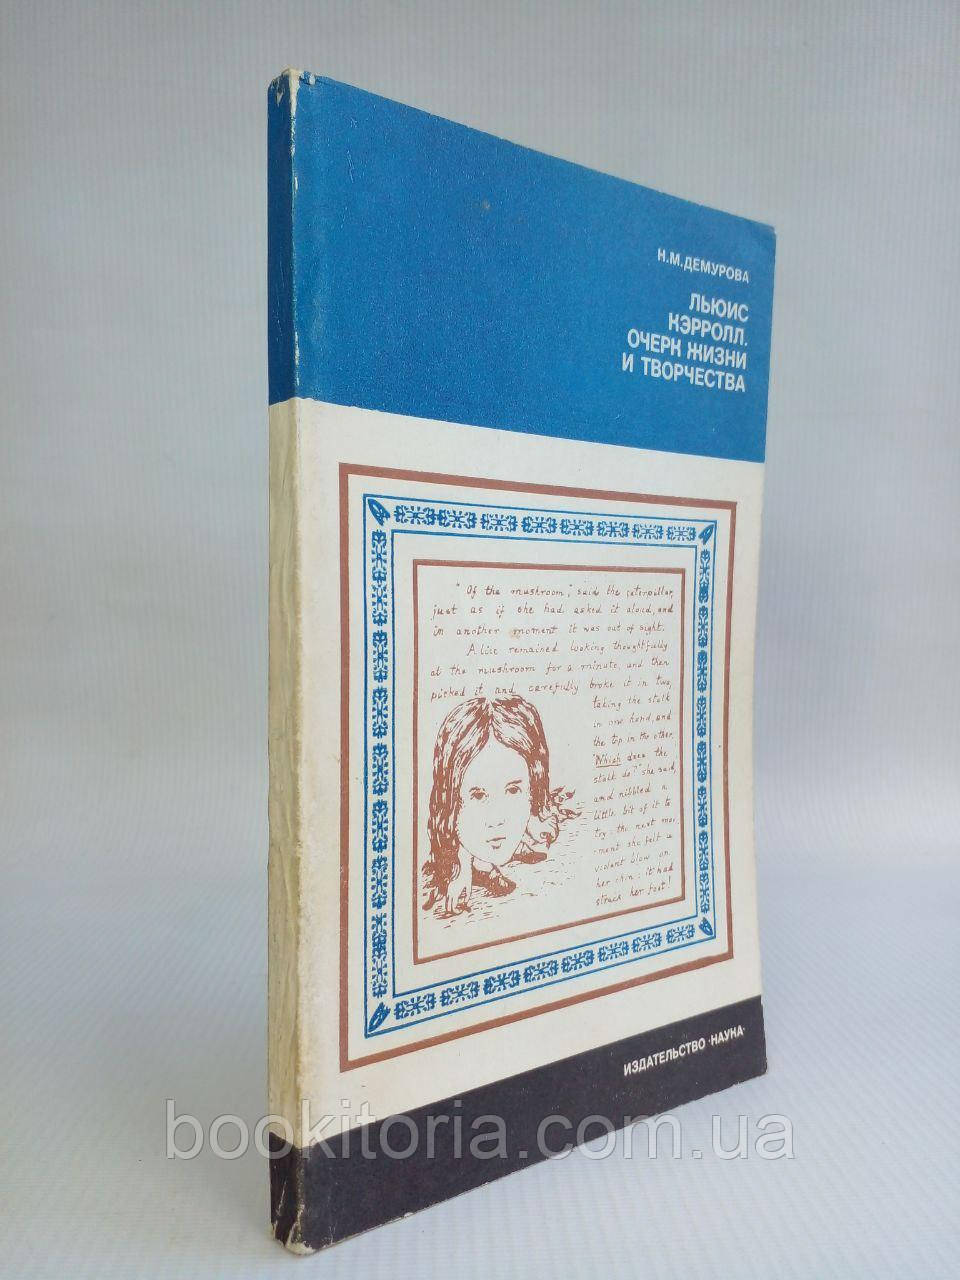 Н.М.ДЕМУРОВА
ЛЬЮИС
КЭРРОЛЛ.
ОЧЕРК ЖИЗНИ
И ТВОРЧЕСТВА
"Of the mushroom," said the caterpillar,
just as if she had asked it aloud, and
in another moment it was out of sight.
Alice remained looking thoughtfully
at the mushroom for a minute, and then
picked it and carefully broke it in two,
taking the stalk
in one hand, and
the top in the other.
"Which does the
stalk do?" she said,
and nibbled a
little bit of it to
try: the next mo-
-ment she felt a
violent blow on
her chin: it had
struck her foot!
ИЗДАТЕЛЬСТВО «НАУКА»
bookitoria.com.ua